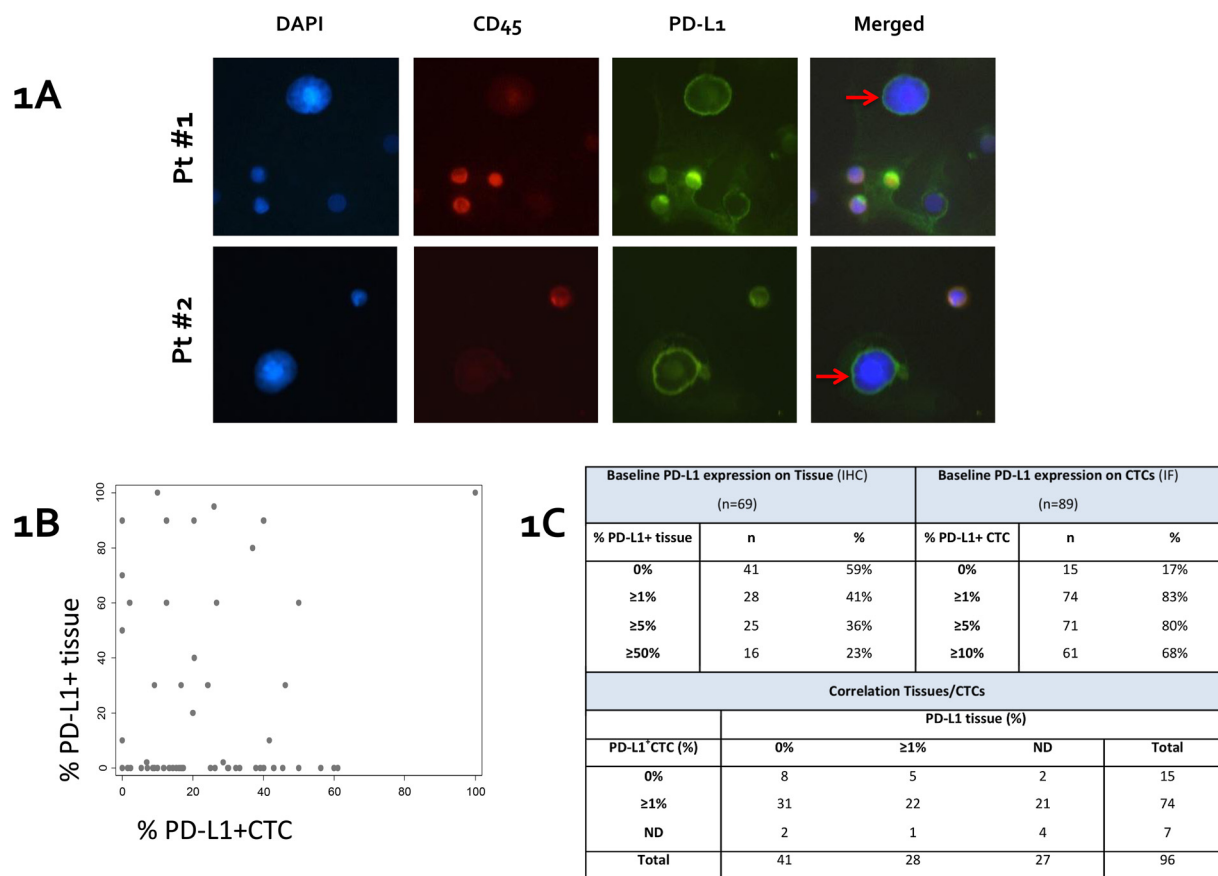 DAPI CD45 PD-L1 Merged
1A
Pt #1
Pt #2
1B
% PD-L1+ tissue
100
80
60
40
20
0
0 20 40 60 80 100
% PD-L1+CTC
1C
Baseline PD-L1 expression on Tissue (IHC) Baseline PD-L1 expression on CTCs (IF)
(n=69) (n=89)
% PD-L1+ tissue n % % PD-L1+ CTC n %
0% 41 59% 0% 15 17%
≥1% 28 41% ≥1% 74 83%
≥5% 25 36% ≥5% 71 80%
≥50% 16 23% ≥10% 61 68%
Correlation Tissues/CTCs
PD-L1 tissue (%)
PD-L1⁺CTC (%) 0% ≥1% ND Total
0% 8 5 2 15
≥1% 31 22 21 74
ND 2 1 4 7
Total 41 28 27 96